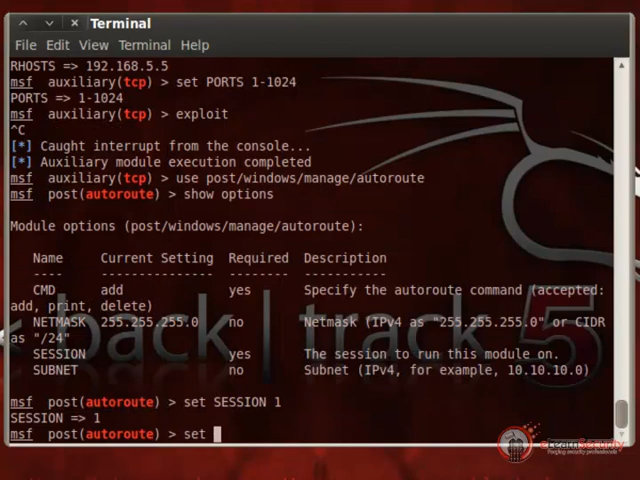 Terminal
File Edit View Terminal Help
RHOSTS => 192.168.5.5
msf auxiliary(tcp) > set PORTS 1-1024
PORTS => 1-1024
msf auxiliary(tcp) > exploit
^C
[*] Caught interrupt from the console...
[*] Auxiliary module execution completed
msf auxiliary(tcp) > use post/windows/manage/autoroute
msf post(autoroute) > show options
Module options (post/windows/manage/autoroute):
Name Current Setting Required Description
---- --------------- -------- -----------
CMD add yes Specify the autoroute command (accepted:
add, print, delete)
NETMASK 255.255.255.0 no Netmask (IPv4 as "255.255.255.0" or CIDR
as "/24"
SESSION yes The session to run this module on.
SUBNET no Subnet (IPv4, for example, 10.10.10.0)
msf post(autoroute) > set SESSION 1
SESSION => 1
msf post(autoroute) > set
<< back | track 5
eLearnSecurity
Forging security professionals